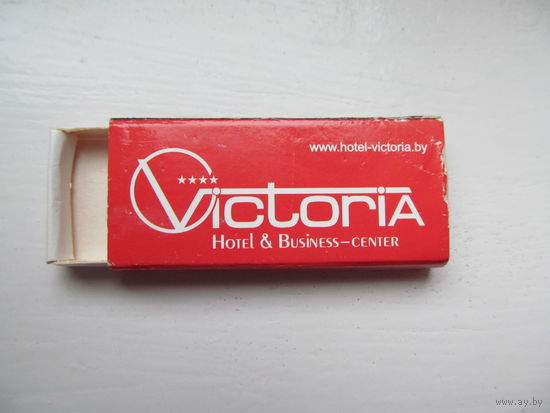 www.hotel-victoria.by
★★★★
Victoria
Hotel & Business–center
www.ay.by